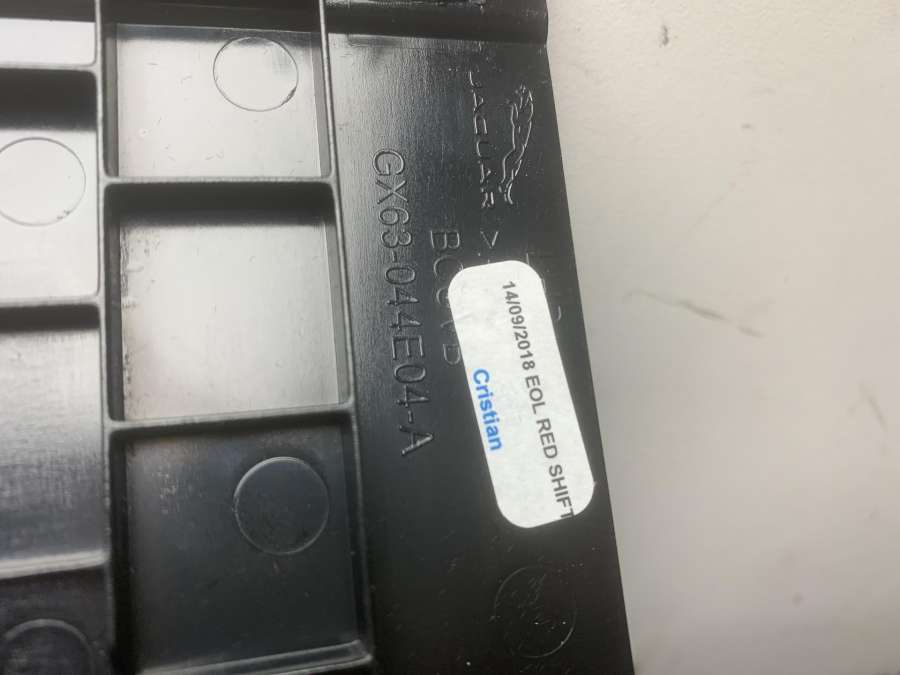 JAGUAR
GX63-044E04-A
14/09/2018 EOL RED SHIFT
Cristian